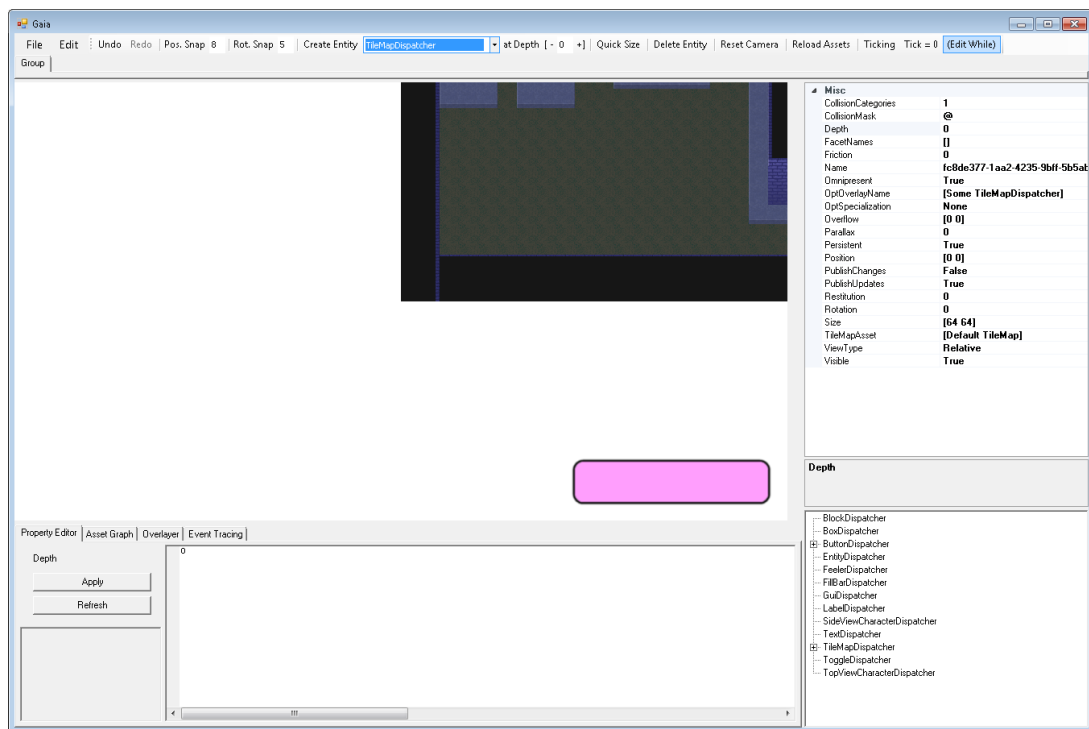 Gaia
File Edit Undo Redo Pos. Snap 8 Rot. Snap 5 Create Entity TileMapDispatcher at Depth [ - 0 +] Quick Size Delete Entity Reset Camera Reload Assets Ticking Tick = 0 (Edit While)
Group
Misc
CollisionCategories 1
CollisionMask @
Depth 0
FacetNames []
Friction 0
Name fc8de377-1aa2-4235-9bff-5b5ab
Omnipresent True
OptOverlayName [Some TileMapDispatcher]
OptSpecialization None
Overflow [0 0]
Parallax 0
Persistent True
Position [0 0]
PublishChanges False
PublishUpdates True
Restitution 0
Rotation 0
Size [64 64]
TileMapAsset [Default TileMap]
ViewType Relative
Visible True
Depth
Property Editor Asset Graph Overlayer Event Tracing
Depth
Apply
Refresh
0
BlockDispatcher
BoxDispatcher
ButtonDispatcher
EntityDispatcher
FeelerDispatcher
FillBarDispatcher
GuiDispatcher
LabelDispatcher
SideViewCharacterDispatcher
TextDispatcher
TileMapDispatcher
ToggleDispatcher
TopViewCharacterDispatcher